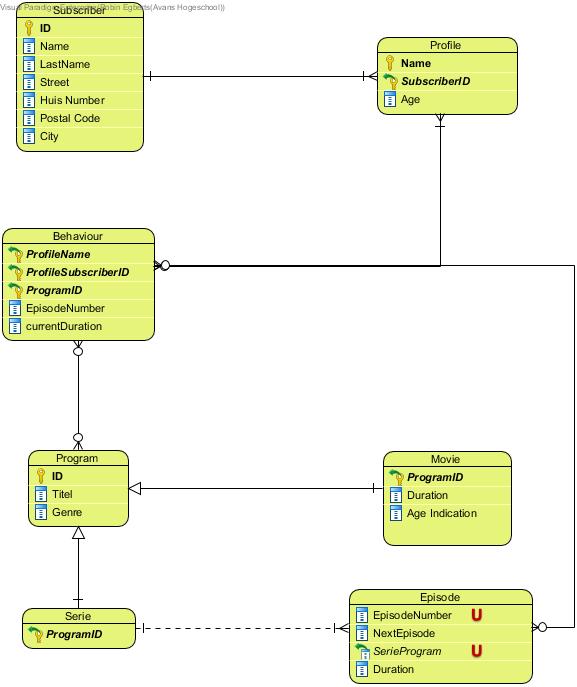 Visual Paradigm Enterprise(Robin Egberts(Avans Hogeschool))
Subscriber
ID
Name
LastName
Street
Huis Number
Postal Code
City
Profile
Name
SubscriberID
Age
Behaviour
ProfileName
ProfileSubscriberID
ProgramID
EpisodeNumber
currentDuration
Program
ID
Titel
Genre
Movie
ProgramID
Duration
Age Indication
Serie
ProgramID
Episode
EpisodeNumber U
NextEpisode
SerieProgram U
Duration